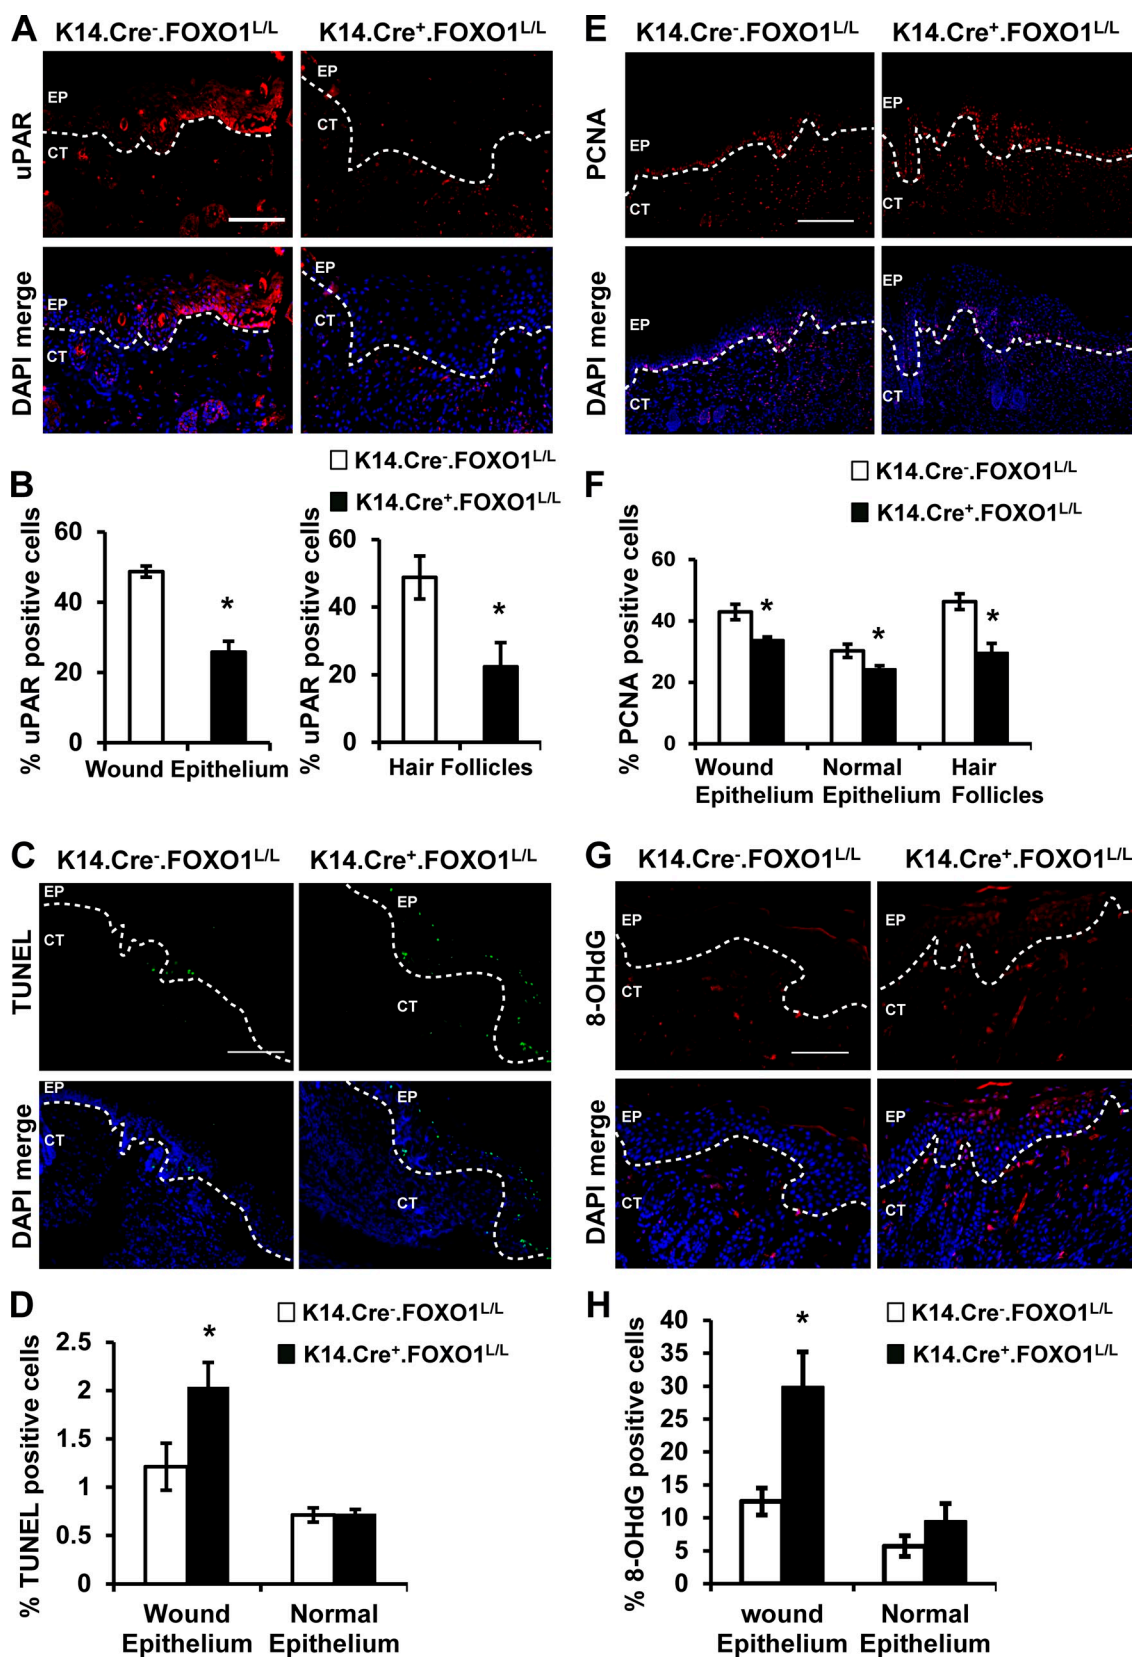 A
K14.Cre⁻.FOXO1ᴸ/ᴸ
K14.Cre⁺.FOXO1ᴸ/ᴸ
uPAR
EP
CT
EP
CT
DAPI merge
EP
CT
EP
CT
B
K14.Cre⁻.FOXO1ᴸ/ᴸ
K14.Cre⁺.FOXO1ᴸ/ᴸ
% uPAR positive cells
60
40
20
0
*
Wound Epithelium
% uPAR positive cells
60
40
20
0
*
Hair Follicles
C
K14.Cre⁻.FOXO1ᴸ/ᴸ
K14.Cre⁺.FOXO1ᴸ/ᴸ
TUNEL
EP
CT
EP
CT
DAPI merge
EP
CT
EP
CT
D
K14.Cre⁻.FOXO1ᴸ/ᴸ
K14.Cre⁺.FOXO1ᴸ/ᴸ
% TUNEL positive cells
2.5
2
1.5
1
0.5
0
*
Wound Epithelium
Normal Epithelium
E
K14.Cre⁻.FOXO1ᴸ/ᴸ
K14.Cre⁺.FOXO1ᴸ/ᴸ
PCNA
EP
CT
EP
CT
DAPI merge
EP
CT
EP
CT
F
K14.Cre⁻.FOXO1ᴸ/ᴸ
K14.Cre⁺.FOXO1ᴸ/ᴸ
% PCNA positive cells
60
40
20
0
*
*
*
Wound Epithelium
Normal Epithelium
Hair Follicles
G
K14.Cre⁻.FOXO1ᴸ/ᴸ
K14.Cre⁺.FOXO1ᴸ/ᴸ
8-OHdG
EP
CT
EP
CT
DAPI merge
EP
CT
EP
CT
H
K14.Cre⁻.FOXO1ᴸ/ᴸ
K14.Cre⁺.FOXO1ᴸ/ᴸ
% 8-OHdG positive cells
40
35
30
25
20
15
10
5
0
*
wound Epithelium
Normal Epithelium